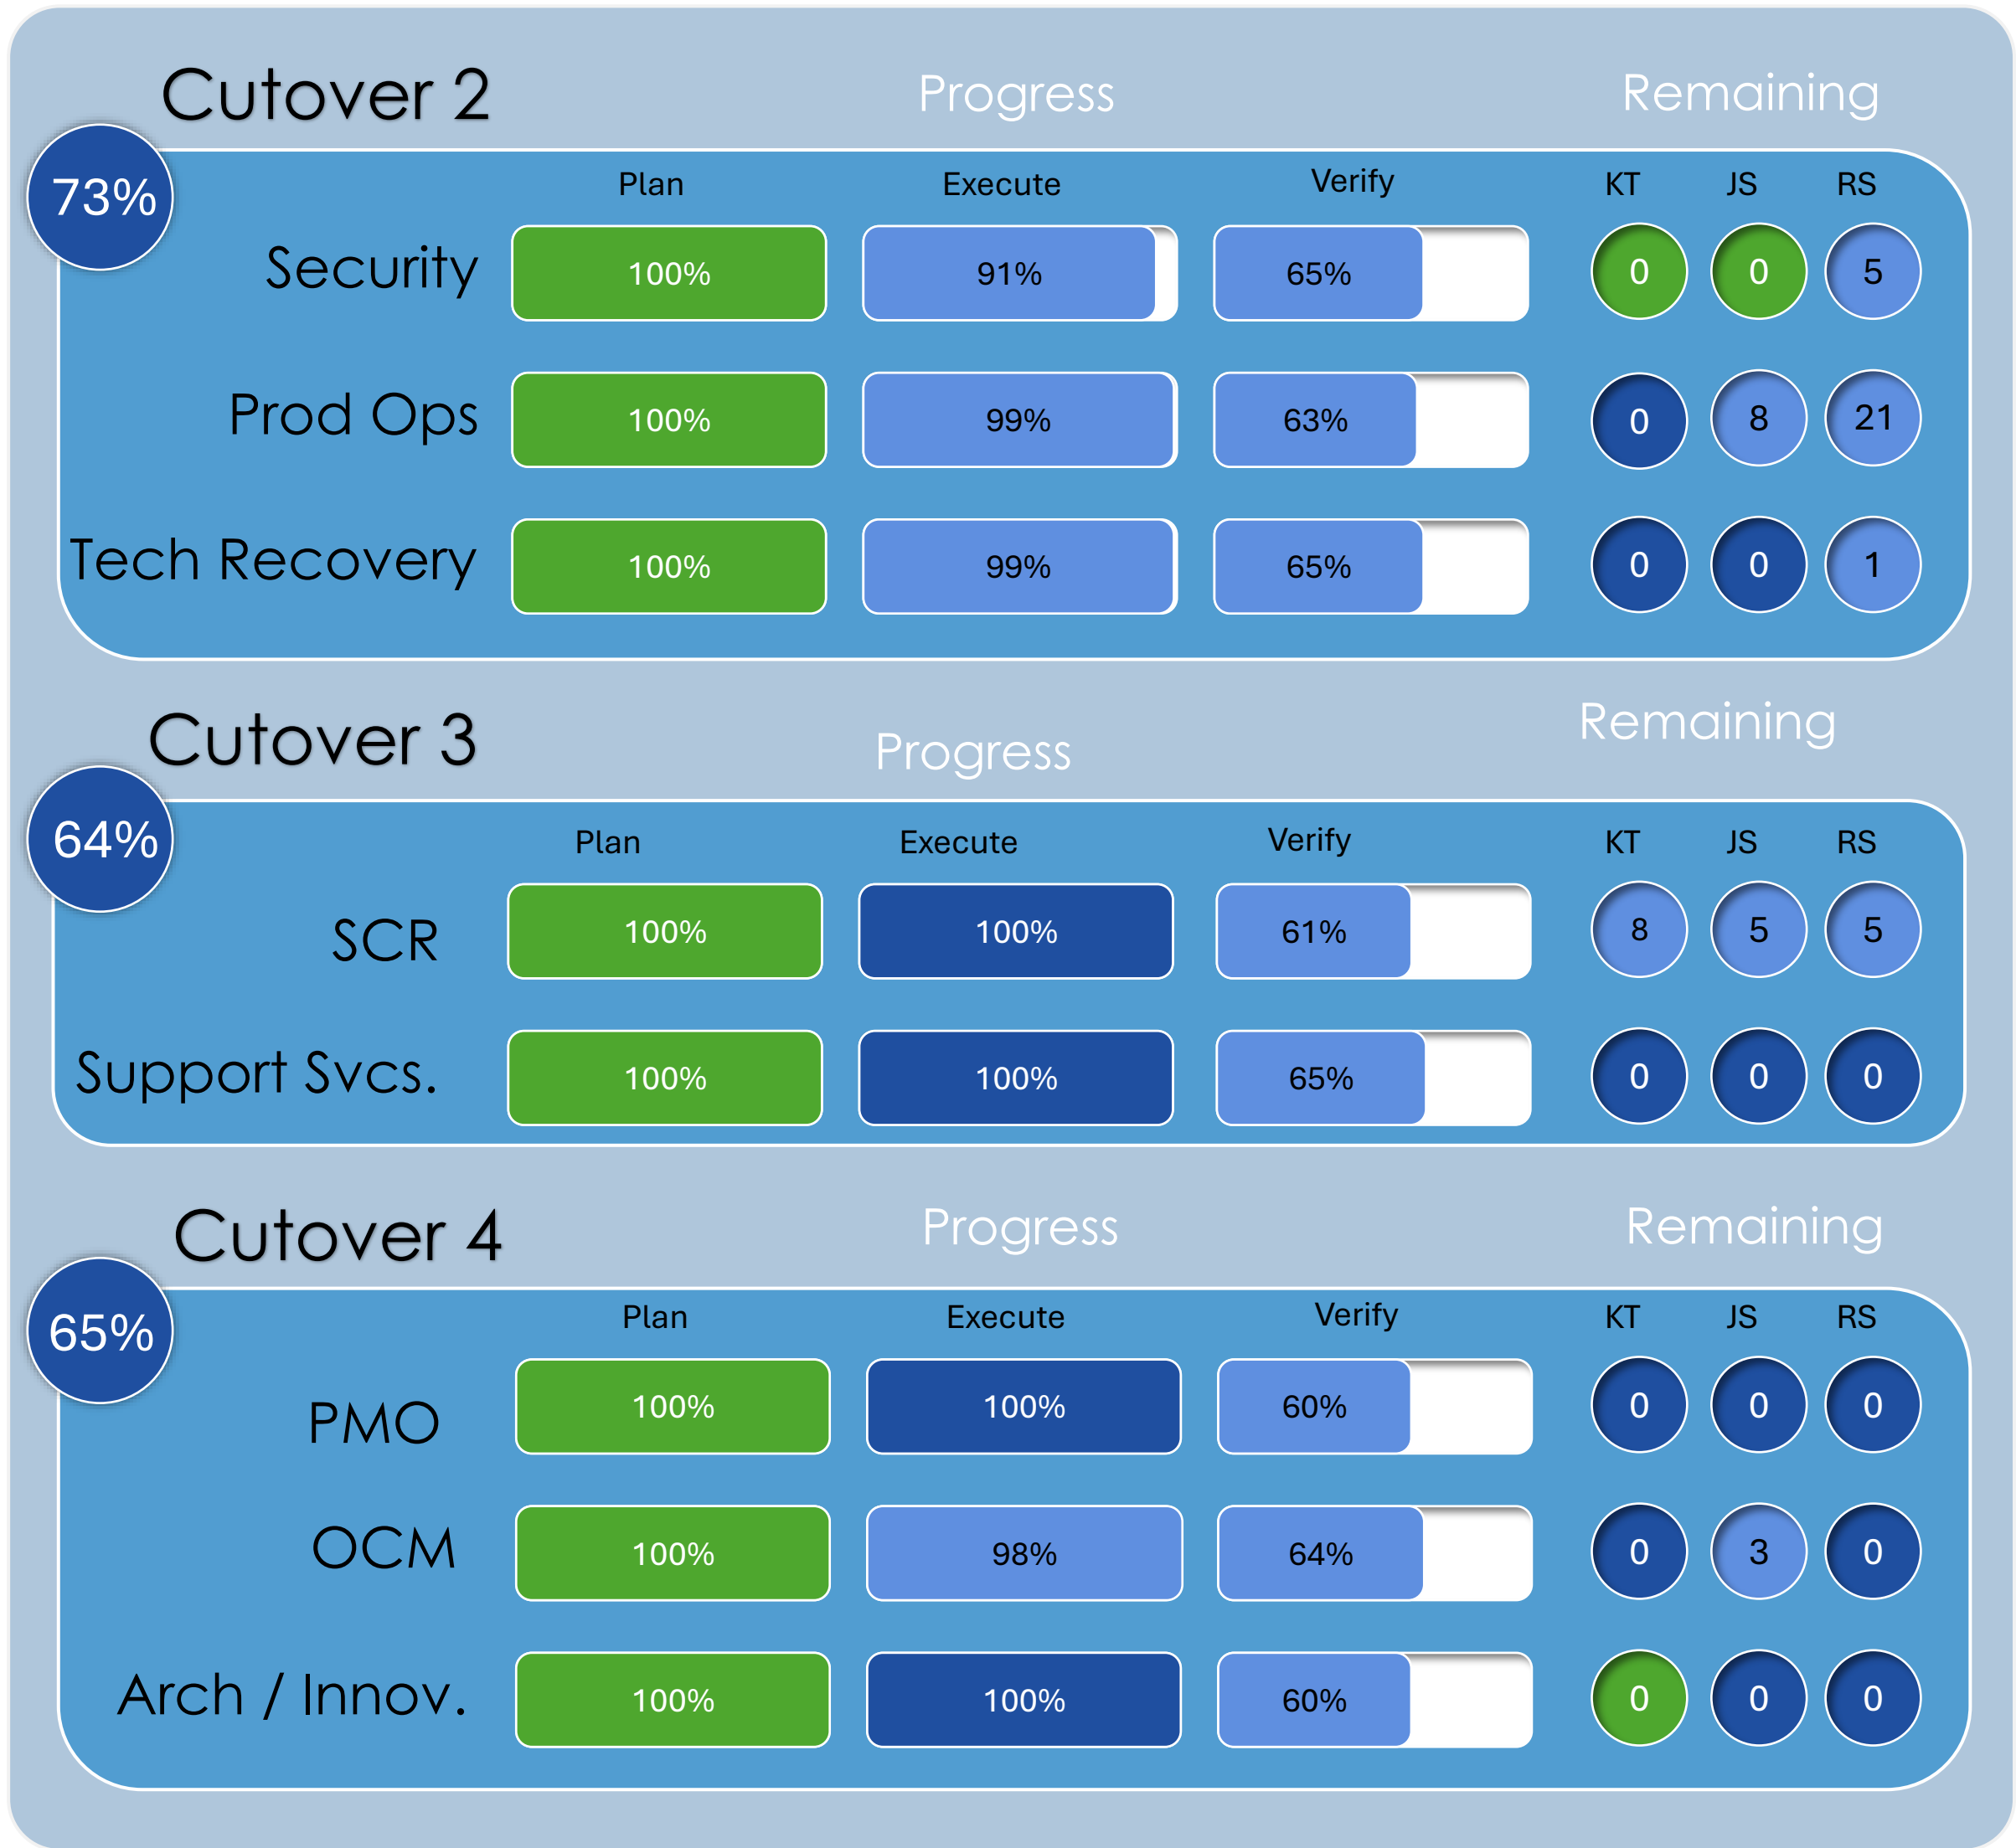 Cutover 2 Progress Remaining
73%
Plan Execute Verify KT JS RS
Security 100% 91% 65% 0 0 5
Prod Ops 100% 99% 63% 0 8 21
Tech Recovery 100% 99% 65% 0 0 1
Cutover 3 Progress Remaining
64%
Plan Execute Verify KT JS RS
SCR 100% 100% 61% 8 5 5
Support Svcs. 100% 100% 65% 0 0 0
Cutover 4 Progress Remaining
65%
Plan Execute Verify KT JS RS
PMO 100% 100% 60% 0 0 0
OCM 100% 98% 64% 0 3 0
Arch / Innov. 100% 100% 60% 0 0 0